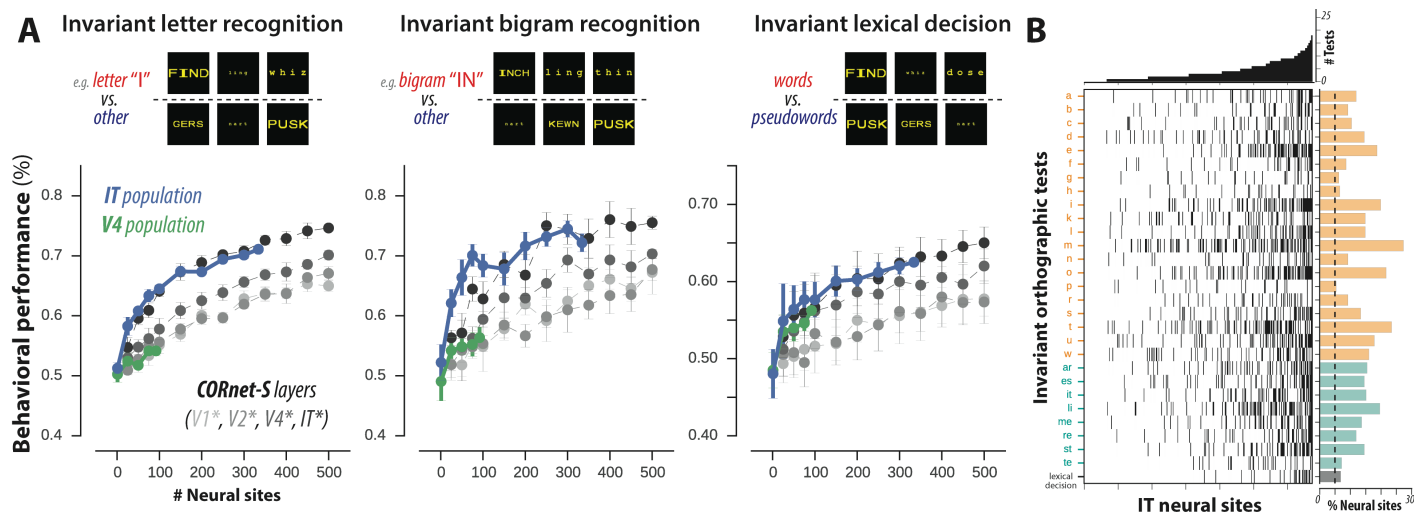 A
Invariant letter recognition
e.g. letter "I"
vs.
other
FIND
ling
whiz
GERS
nart
PUSK
Invariant bigram recognition
e.g. bigram "IN"
vs.
other
INCH
ling
thin
nart
KEWN
PUSK
Invariant lexical decision
words
vs.
pseudowords
FIND
whiz
dose
PUSK
GERS
nart
Behavioral performance (%)
0.8
0.7
0.6
0.5
0.4
IT population
V4 population
CORnet-S layers
(V1*, V2*, V4*, IT*)
0 100 200 300 400 500
# Neural sites
0.8
0.7
0.6
0.5
0.4
0 100 200 300 400 500
0.70
0.60
0.50
0.40
0 100 200 300 400 500
B
25
0
# Tests
Invariant orthographic tests
a
b
c
d
e
f
g
h
i
k
l
m
n
o
p
r
s
t
u
w
ar
es
it
li
me
re
st
te
lexical
decision
IT neural sites
0 30
% Neural sites